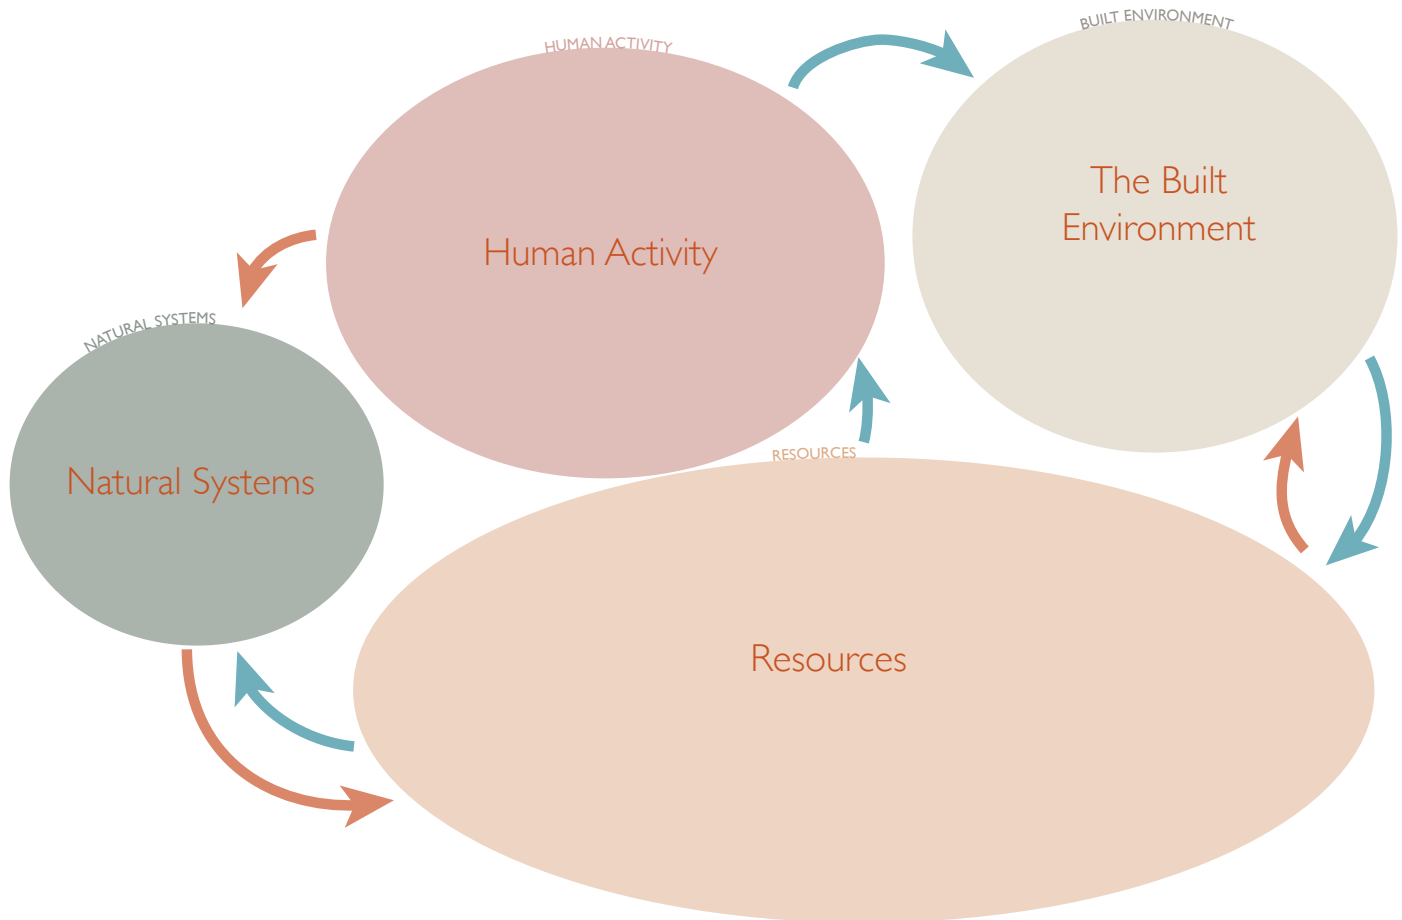 BUILT ENVIRONMENT
HUMAN ACTIVITY
The Built
Environment
Human Activity
NATURAL SYSTEMS
RESOURCES
Natural Systems
Resources